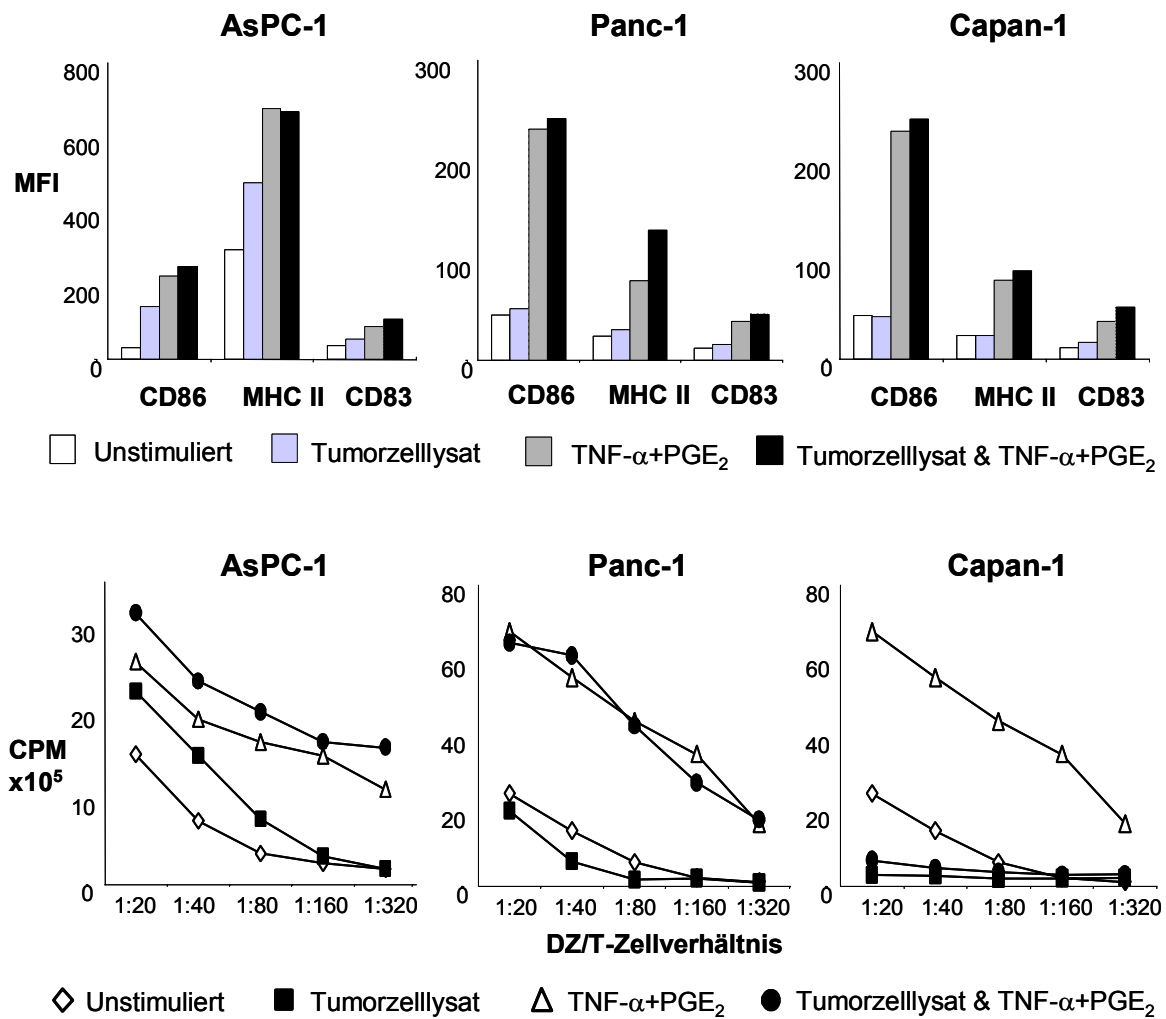 AsPC-1 Panc-1 Capan-1
800 300 300
600
MFI 200 200
400
100 100
200
0 0 0
CD86 MHC II CD83 CD86 MHC II CD83 CD86 MHC II CD83
Unstimuliert Tumorzelllysat TNF-α+PGE₂ Tumorzelllysat & TNF-α+PGE₂
AsPC-1 Panc-1 Capan-1
80 80
30
60 60
20
CPM 40 40
x10⁵
10
20 20
0 0 0
1:20 1:40 1:80 1:160 1:320 1:20 1:40 1:80 1:160 1:320 1:20 1:40 1:80 1:160 1:320
DZ/T-Zellverhältnis
Unstimuliert Tumorzelllysat TNF-α+PGE₂ Tumorzelllysat & TNF-α+PGE₂